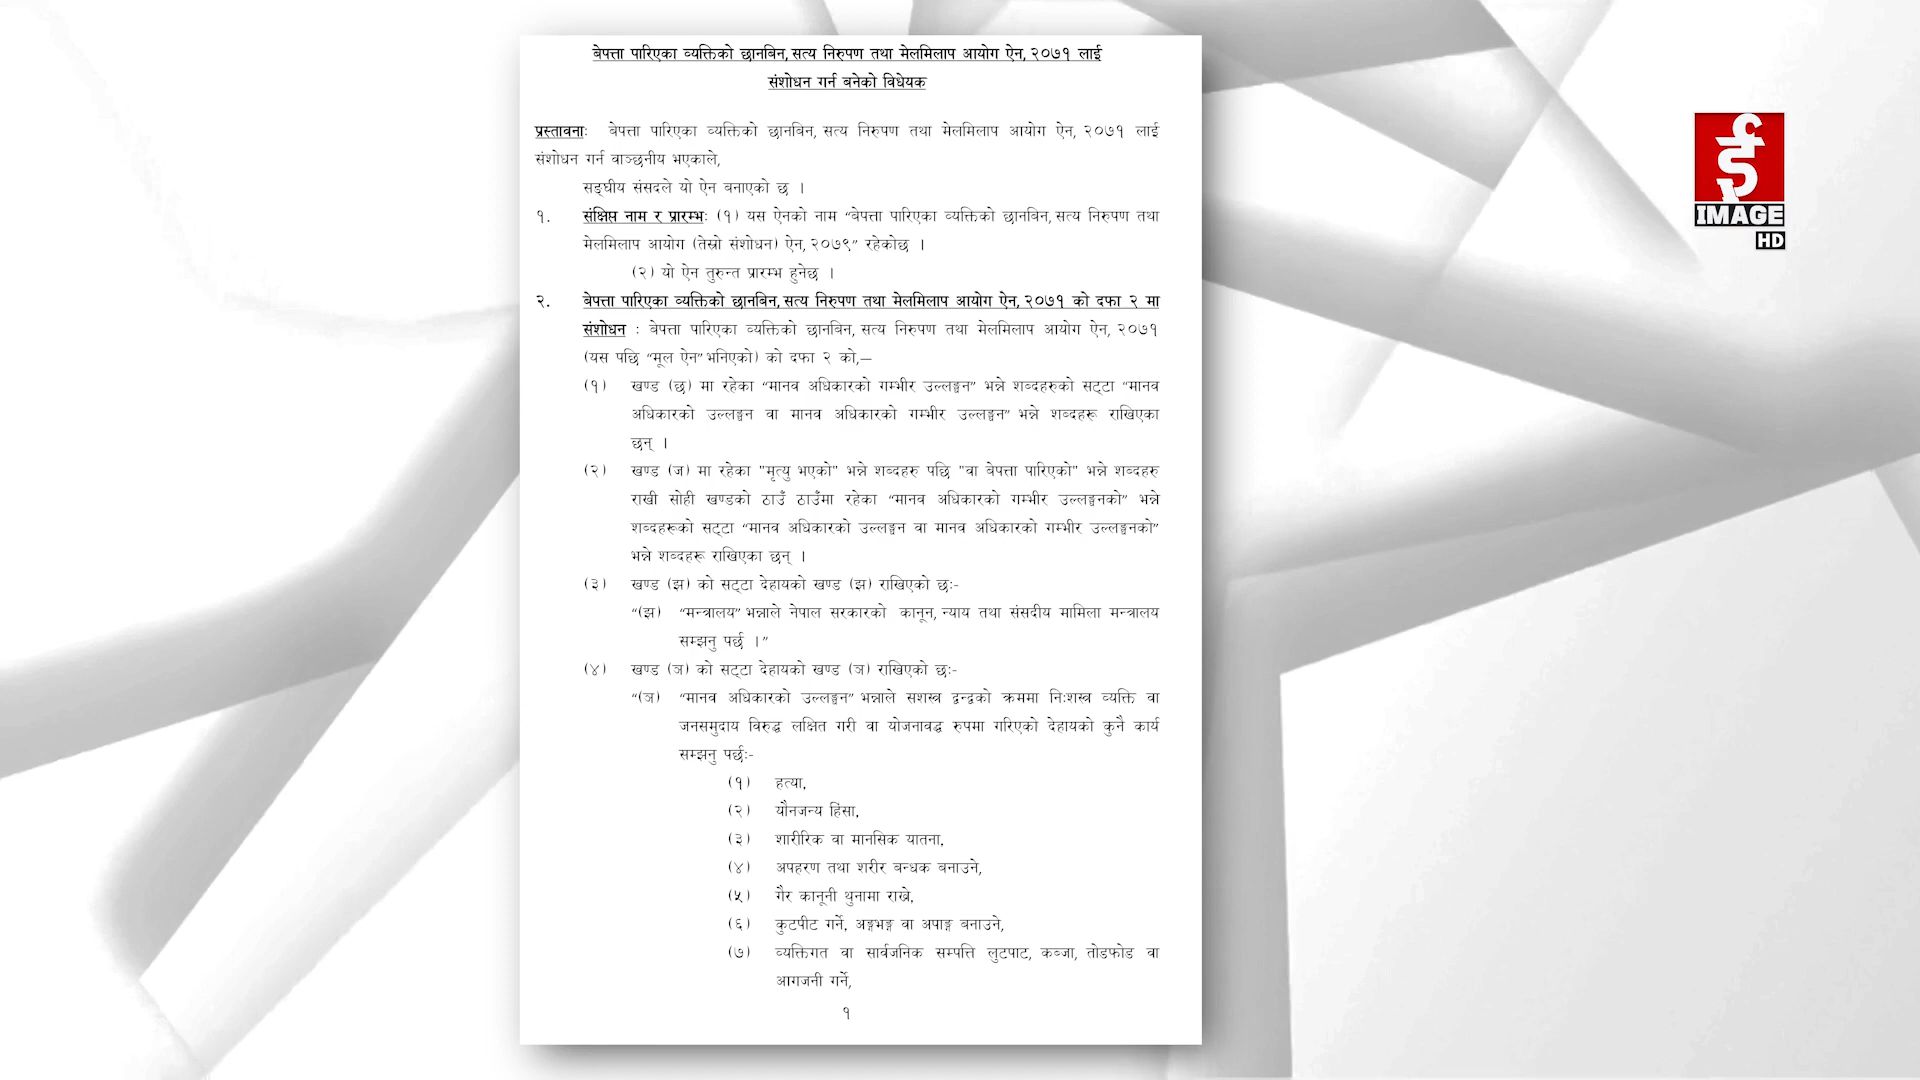 बेपत्ता पारिएका व्यक्तिको छानबिन, सत्य निरुपण तथा मेलमिलाप आयोग ऐन, २०७१ लाई
संशोधन गर्न बनेको विधेयक
प्रस्तावनाः बेपत्ता पारिएका व्यक्तिको छानबिन, सत्य निरुपण तथा मेलमिलाप आयोग ऐन, २०७१ लाई
संशोधन गर्न वाञ्छनीय भएकाले,
सङ्घीय संसदले यो ऐन बनाएको छ ।
१. संक्षिप्त नाम र प्रारम्भः (१) यस ऐनको नाम “बेपत्ता पारिएका व्यक्तिको छानबिन, सत्य निरुपण तथा
मेलमिलाप आयोग (तेस्रो संशोधन) ऐन, २०७९” रहेकोछ ।
(२) यो ऐन तुरुन्त प्रारम्भ हुनेछ ।
२. बेपत्ता पारिएका व्यक्तिको छानबिन, सत्य निरुपण तथा मेलमिलाप आयोग ऐन, २०७१ को दफा २ मा
संशोधन : बेपत्ता पारिएका व्यक्तिको छानबिन, सत्य निरुपण तथा मेलमिलाप आयोग ऐन, २०७१
(यस पछि “मूल ऐन” भनिएको) को दफा २ को,—
(१) खण्ड (छ) मा रहेका “मानव अधिकारको गम्भीर उल्लङ्घन” भन्ने शब्दहरुको सट्टा “मानव
अधिकारको उल्लङ्घन वा मानव अधिकारको गम्भीर उल्लङ्घन” भन्ने शब्दहरू राखिएका
छन् ।
(२) खण्ड (ज) मा रहेका "मृत्यु भएको" भन्ने शब्दहरु पछि "वा बेपत्ता पारिएको" भन्ने शब्दहरु
राखी सोही खण्डको ठाउँ ठाउँमा रहेका “मानव अधिकारको गम्भीर उल्लङ्घनको” भन्ने
शब्दहरूको सट्टा “मानव अधिकारको उल्लङ्घन वा मानव अधिकारको गम्भीर उल्लङ्घनको”
भन्ने शब्दहरू राखिएका छन् ।
(३) खण्ड (झ) को सट्टा देहायको खण्ड (झ) राखिएको छः-
“(झ) “मन्त्रालय” भन्नाले नेपाल सरकारको कानून, न्याय तथा संसदीय मामिला मन्त्रालय
सम्झनु पर्छ ।”
(४) खण्ड (ञ) को सट्टा देहायको खण्ड (ञ) राखिएको छः-
“(ञ) “मानव अधिकारको उल्लङ्घन” भन्नाले सशस्त्र द्वन्द्वको क्रममा निःशस्त्र व्यक्ति वा
जनसमुदाय विरुद्ध लक्षित गरी वा योजनावद्ध रुपमा गरिएको देहायको कुनै कार्य
सम्झनु पर्छः-
(१) हत्या,
(२) यौनजन्य हिंसा,
(३) शारीरिक वा मानसिक यातना,
(४) अपहरण तथा शरीर बन्धक बनाउने,
(५) गैर कानूनी थुनामा राख्ने,
(६) कुटपीट गर्ने, अङ्गभङ्ग वा अपाङ्ग बनाउने,
(७) व्यक्तिगत वा सार्वजनिक सम्पत्ति लुटपाट, कब्जा, तोडफोड वा
आगजनी गर्ने,
१
IMAGE
HD